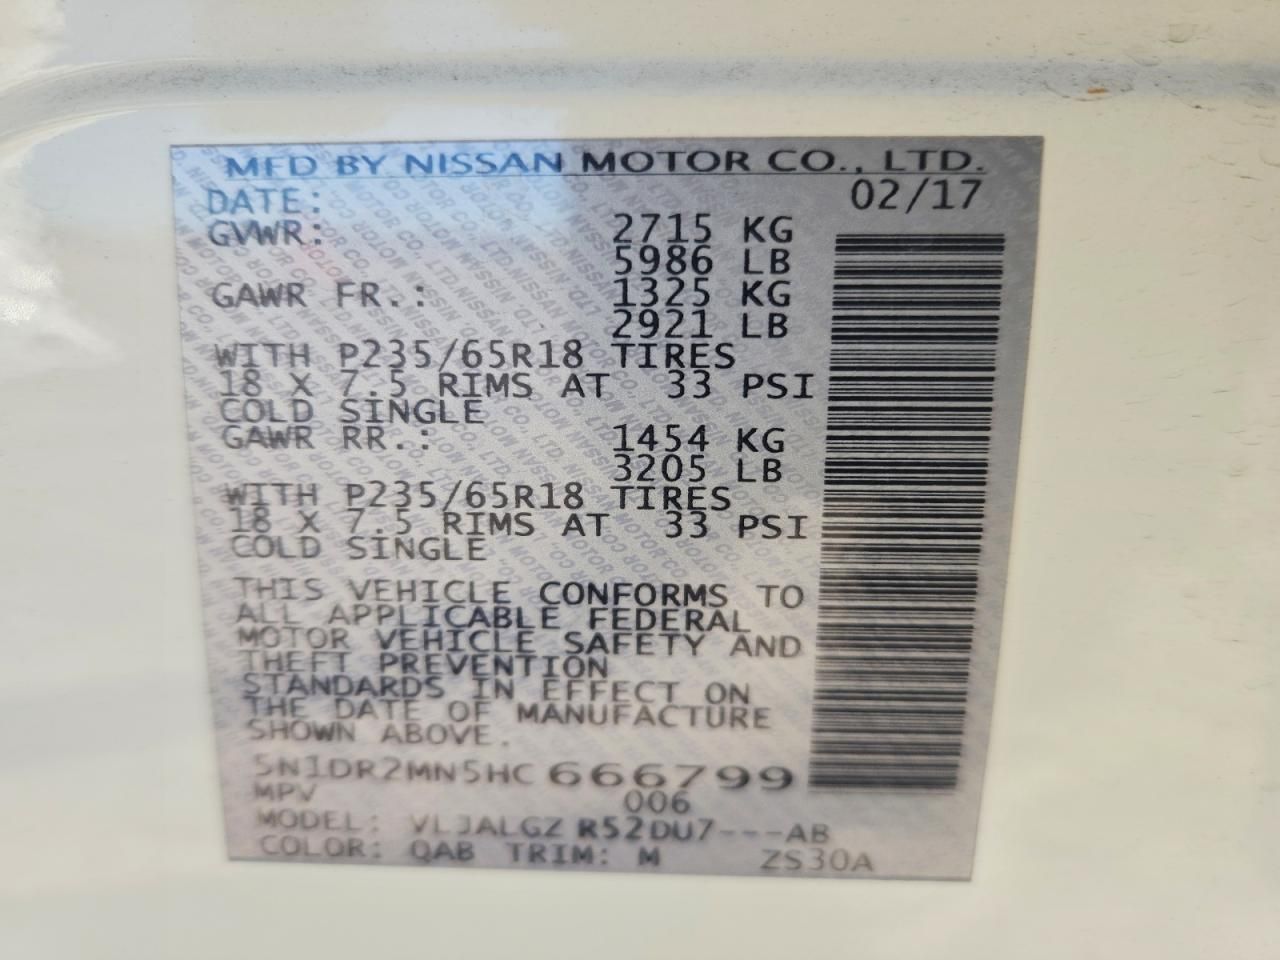 MFD BY NISSAN MOTOR CO., LTD.
DATE: 02/17
GVWR: 2715 KG
5986 LB
GAWR FR.: 1325 KG
2921 LB
WITH P235/65R18 TIRES
18 X 7.5 RIMS AT 33 PSI
COLD SINGLE
GAWR RR.: 1454 KG
3205 LB
WITH P235/65R18 TIRES
18 X 7.5 RIMS AT 33 PSI
COLD SINGLE
THIS VEHICLE CONFORMS TO
ALL APPLICABLE FEDERAL
MOTOR VEHICLE SAFETY AND
THEFT PREVENTION
STANDARDS IN EFFECT ON
THE DATE OF MANUFACTURE
SHOWN ABOVE.
5N1DR2MN5HC666799
MPV 006
MODEL: VLJALGZ R52DU7---AB
COLOR: QAB TRIM: M ZS30A